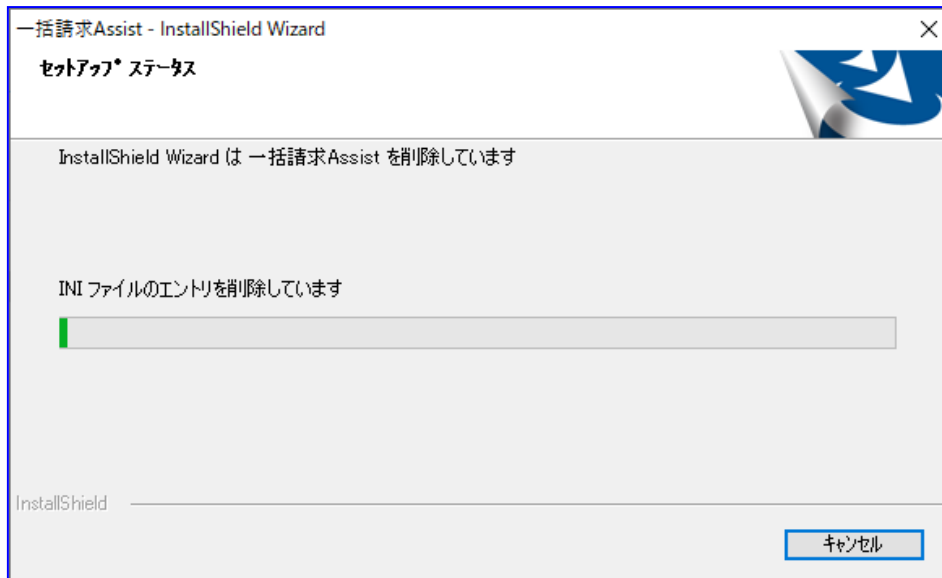 一括請求Assist - InstallShield Wizard
ｾｯﾄｱｯﾌﾟ ｽﾃｰﾀｽ
InstallShield Wizard は 一括請求Assist を削除しています
INI ファイルのエントリを削除しています
InstallShield
ｷｬﾝｾﾙ